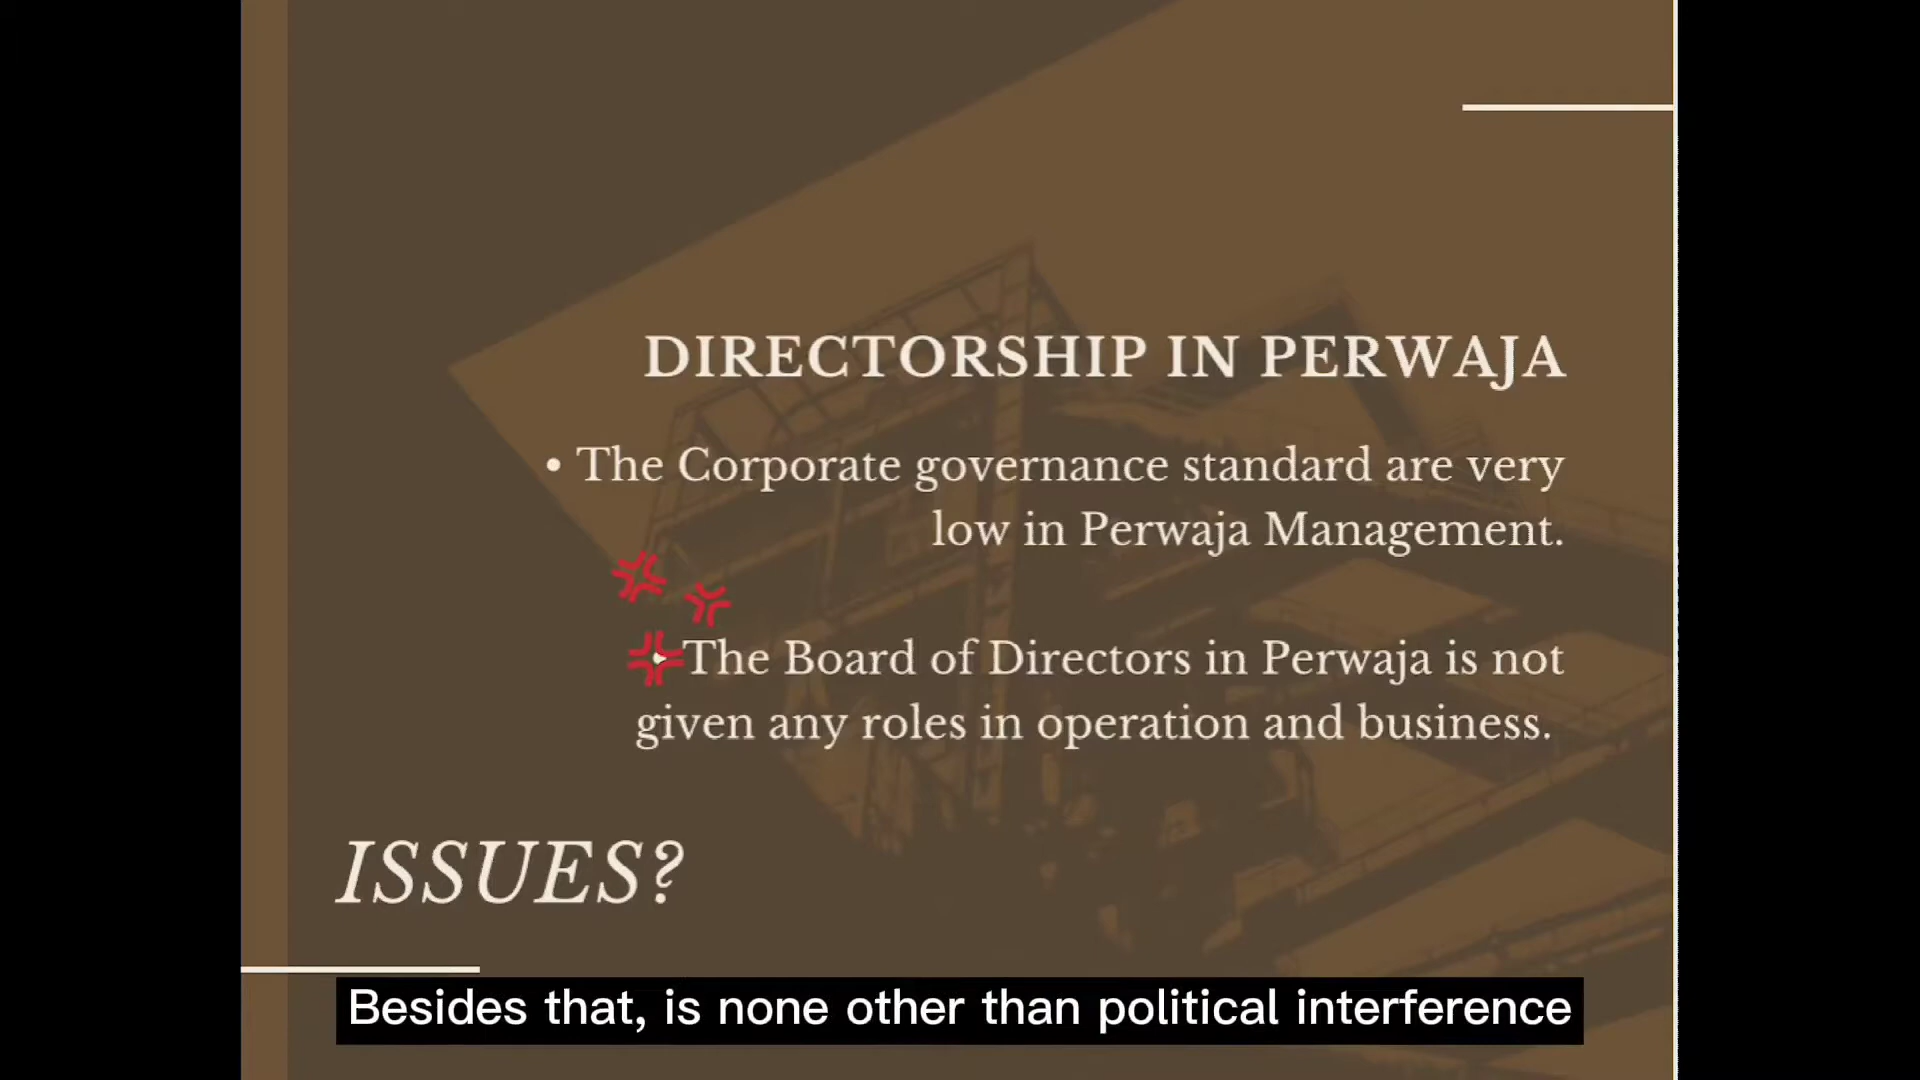 DIRECTORSHIP IN PERWAJA
• The Corporate governance standard are very
low in Perwaja Management.
• The Board of Directors in Perwaja is not
given any roles in operation and business.
ISSUES?
Besides that, is none other than political interference